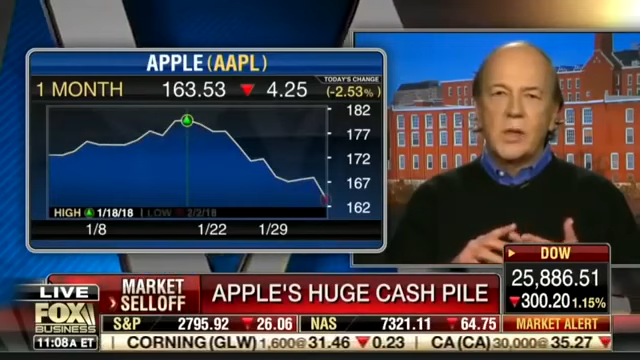 APPLE (AAPL)
1 MONTH 163.53 ▼ 4.25 TODAY'S CHANGE (-2.53%)
182
177
172
167
162
HIGH 1/18/18 LOW 2/2/18
1/8 1/22 1/29
LIVE
FOX
BUSINESS
11:08A ET
MARKET
SELLOFF
APPLE'S HUGE CASH PILE
DOW
25,886.51
▼300.20 1.15%
S&P 2795.92 ▼ 26.06 NAS 7321.11 ▼ 64.75 MARKET ALERT
CORNING (GLW) 1,600@31.46 ▼ 0.23 CA (CA) 30,000@35.27 ▼